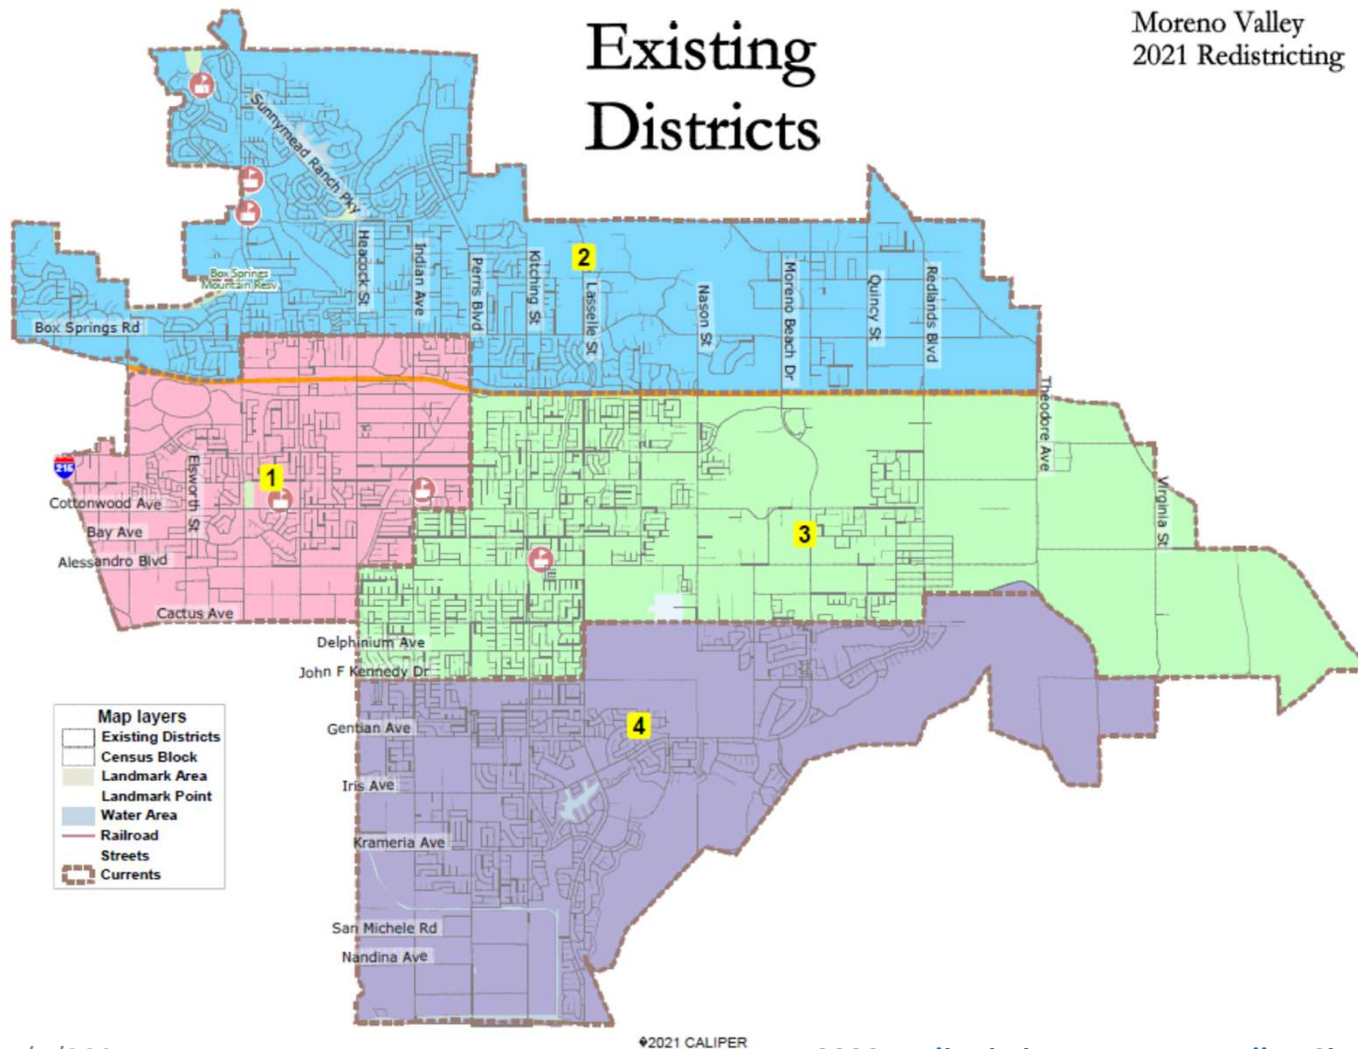 Existing
Districts
Moreno Valley
2021 Redistricting
Sunnymead Ranch Pky
Box Springs
Mountain Resv
Heacock St
Indian Ave
Perris Blvd
Kitching St
2
Lasselle St
Nason St
Moreno Beach Dr
Quincy St
Redlands Blvd
Box Springs Rd
Theodore Ave
215
1
Elsworth St
Cottonwood Ave
Bay Ave
Alessandro Blvd
Cactus Ave
3
Virginia St
Delphinium Ave
John F Kennedy Dr
Gentian Ave
4
Iris Ave
Krameria Ave
San Michele Rd
Nandina Ave
Map layers
Existing Districts
Census Block
Landmark Area
Landmark Point
Water Area
Railroad
Streets
Currents
�2021 CALIPER